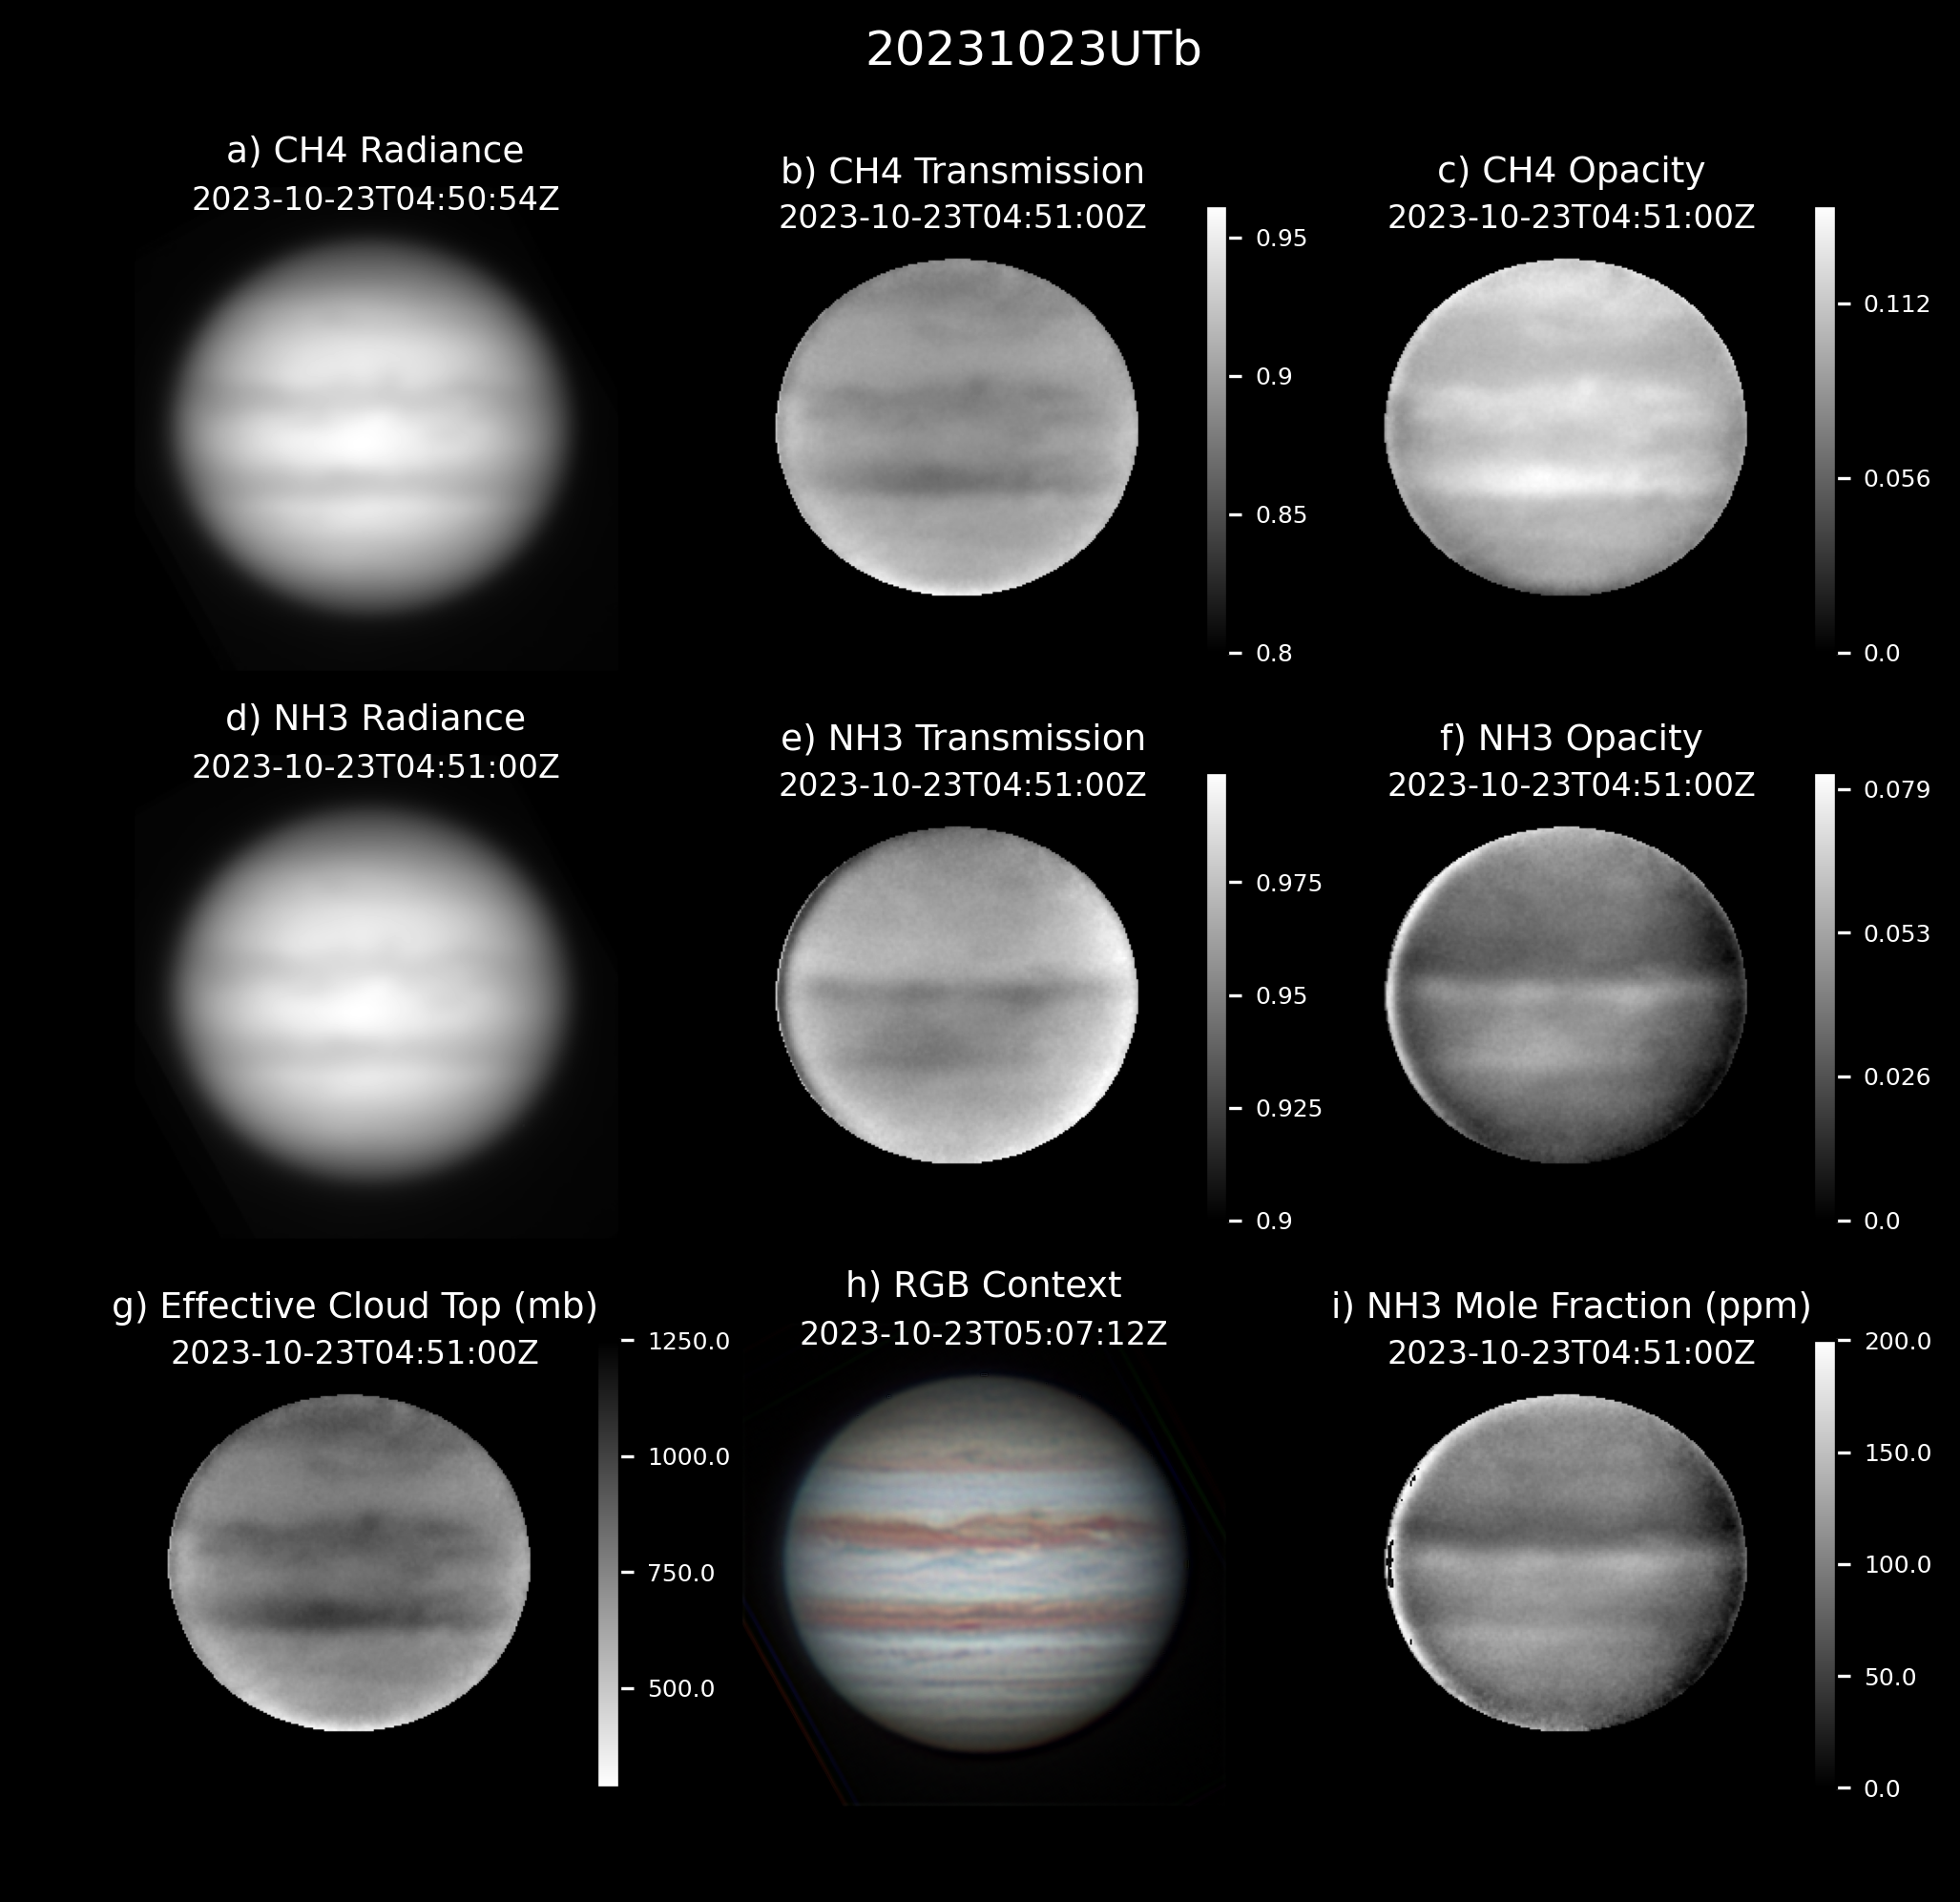 20231023UTb
a) CH4 Radiance
2023-10-23T04:50:54Z
b) CH4 Transmission
2023-10-23T04:51:00Z
0.95
0.9
0.85
0.8
c) CH4 Opacity
2023-10-23T04:51:00Z
0.112
0.056
0.0
d) NH3 Radiance
2023-10-23T04:51:00Z
e) NH3 Transmission
2023-10-23T04:51:00Z
0.975
0.95
0.925
0.9
f) NH3 Opacity
2023-10-23T04:51:00Z
0.079
0.053
0.026
0.0
g) Effective Cloud Top (mb)
2023-10-23T04:51:00Z
1250.0
1000.0
750.0
500.0
h) RGB Context
2023-10-23T05:07:12Z
i) NH3 Mole Fraction (ppm)
2023-10-23T04:51:00Z
200.0
150.0
100.0
50.0
0.0